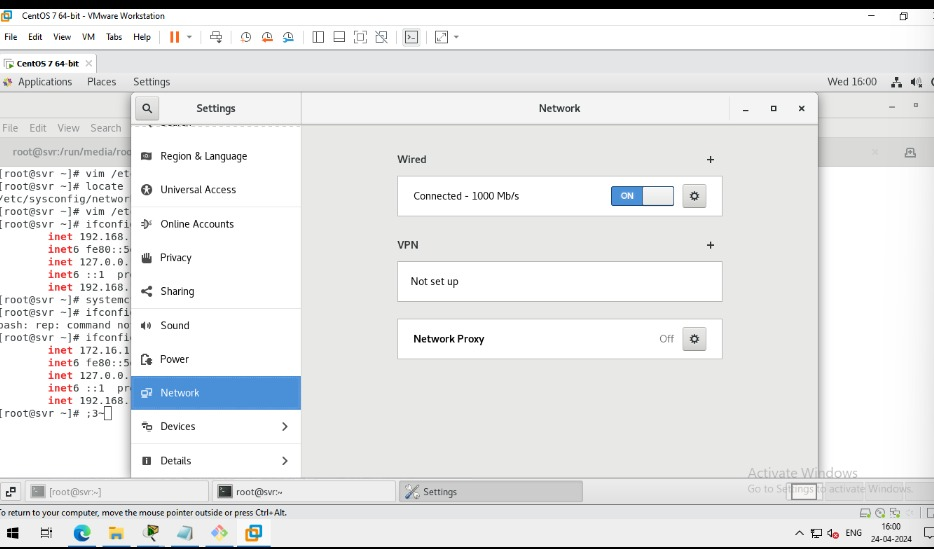 CentOS 7 64-bit - VMware Workstation
File Edit View VM Tabs Help
CentOS 7 64-bit
Applications Places Settings Wed 16:00
Settings
Network
File Edit View Search
root@svr:/run/media/roo
[root@svr ~]# vim /et
[root@svr ~]# locate
/etc/sysconfig/networ
[root@svr ~]# vim /et
[root@svr ~]# ifconfi
inet 192.168.
inet6 fe80::5
inet 127.0.0.
inet6 ::1 pr
inet 192.168.
[root@svr ~]# systemc
[root@svr ~]# ifconfi
bash: rep: command no
[root@svr ~]# ifconfi
inet 172.16.1
inet6 fe80::5
inet 127.0.0.
inet6 ::1 pr
inet 192.168.
[root@svr ~]# ;3~
Region & Language
Universal Access
Online Accounts
Privacy
Sharing
Sound
Power
Network
Devices
Details
Wired
Connected - 1000 Mb/s ON
VPN
Not set up
Network Proxy Off
Activate Windows
Go to Settings to activate Windows.
[root@svr:~]
root@svr:~
Settings
To return to your computer, move the mouse pointer outside or press Ctrl+Alt.
ENG
16:00
24-04-2024